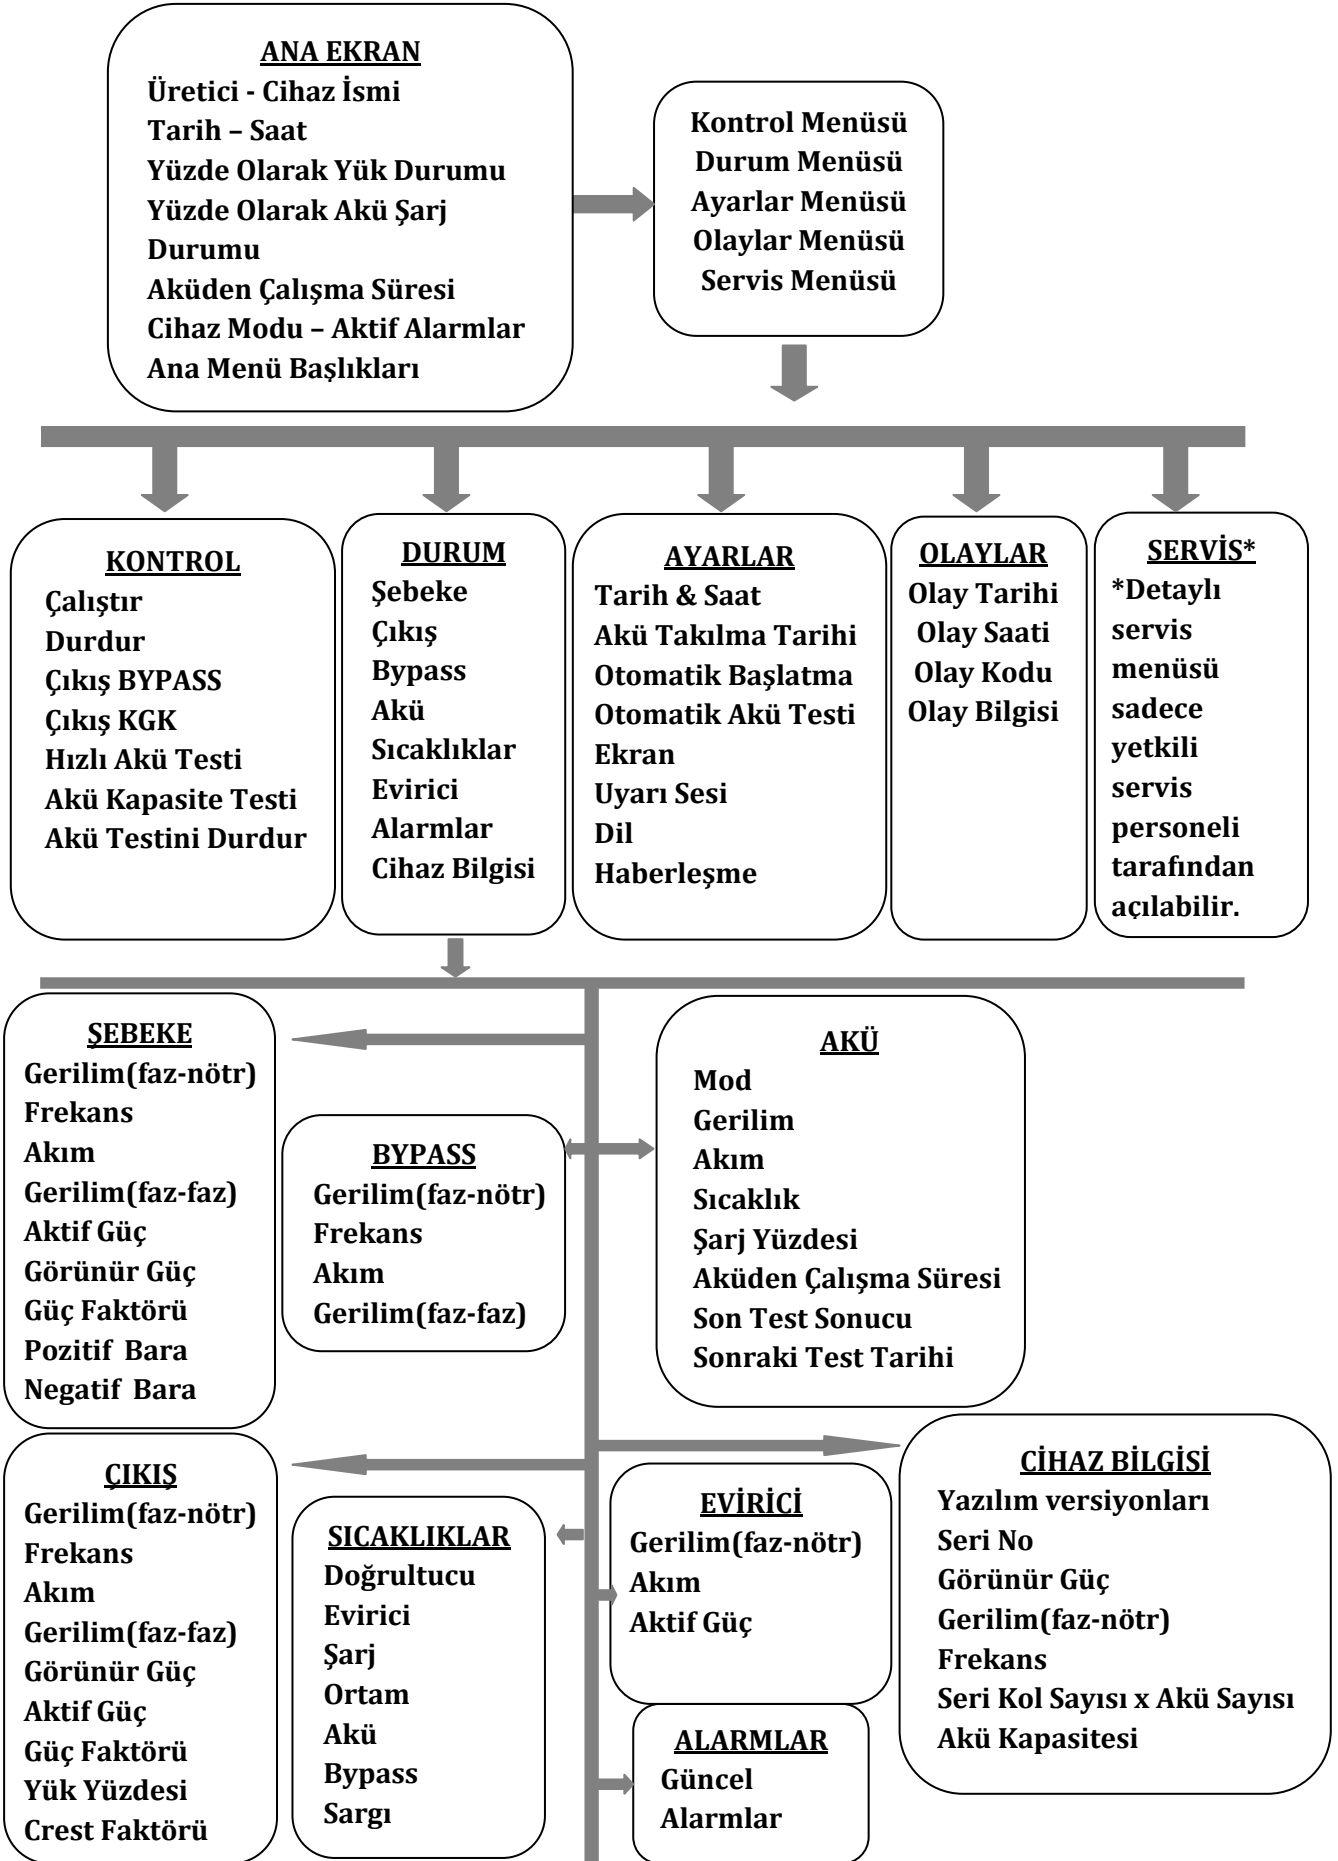 ANA EKRAN
Üretici - Cihaz İsmi
Tarih – Saat
Yüzde Olarak Yük Durumu
Yüzde Olarak Akü Şarj
Durumu
Aküden Çalışma Süresi
Cihaz Modu – Aktif Alarmlar
Ana Menü Başlıkları
Kontrol Menüsü
Durum Menüsü
Ayarlar Menüsü
Olaylar Menüsü
Servis Menüsü
KONTROL
Çalıştır
Durdur
Çıkış BYPASS
Çıkış KGK
Hızlı Akü Testi
Akü Kapasite Testi
Akü Testini Durdur
DURUM
Şebeke
Çıkış
Bypass
Akü
Sıcaklıklar
Evirici
Alarmlar
Cihaz Bilgisi
AYARLAR
Tarih & Saat
Akü Takılma Tarihi
Otomatik Başlatma
Otomatik Akü Testi
Ekran
Uyarı Sesi
Dil
Haberleşme
OLAYLAR
Olay Tarihi
Olay Saati
Olay Kodu
Olay Bilgisi
SERVİS*
*Detaylı
servis
menüsü
sadece
yetkili
servis
personeli
tarafından
açılabilir.
ŞEBEKE
Gerilim(faz-nötr)
Frekans
Akım
Gerilim(faz-faz)
Aktif Güç
Görünür Güç
Güç Faktörü
Pozitif Bara
Negatif Bara
BYPASS
Gerilim(faz-nötr)
Frekans
Akım
Gerilim(faz-faz)
AKÜ
Mod
Gerilim
Akım
Sıcaklık
Şarj Yüzdesi
Aküden Çalışma Süresi
Son Test Sonucu
Sonraki Test Tarihi
ÇIKIŞ
Gerilim(faz-nötr)
Frekans
Akım
Gerilim(faz-faz)
Görünür Güç
Aktif Güç
Güç Faktörü
Yük Yüzdesi
Crest Faktörü
SICAKLIKLAR
Doğrultucu
Evirici
Şarj
Ortam
Akü
Bypass
Sargı
EVİRİCİ
Gerilim(faz-nötr)
Akım
Aktif Güç
ALARMLAR
Güncel
Alarmlar
CİHAZ BİLGİSİ
Yazılım versiyonları
Seri No
Görünür Güç
Gerilim(faz-nötr)
Frekans
Seri Kol Sayısı x Akü Sayısı
Akü Kapasitesi